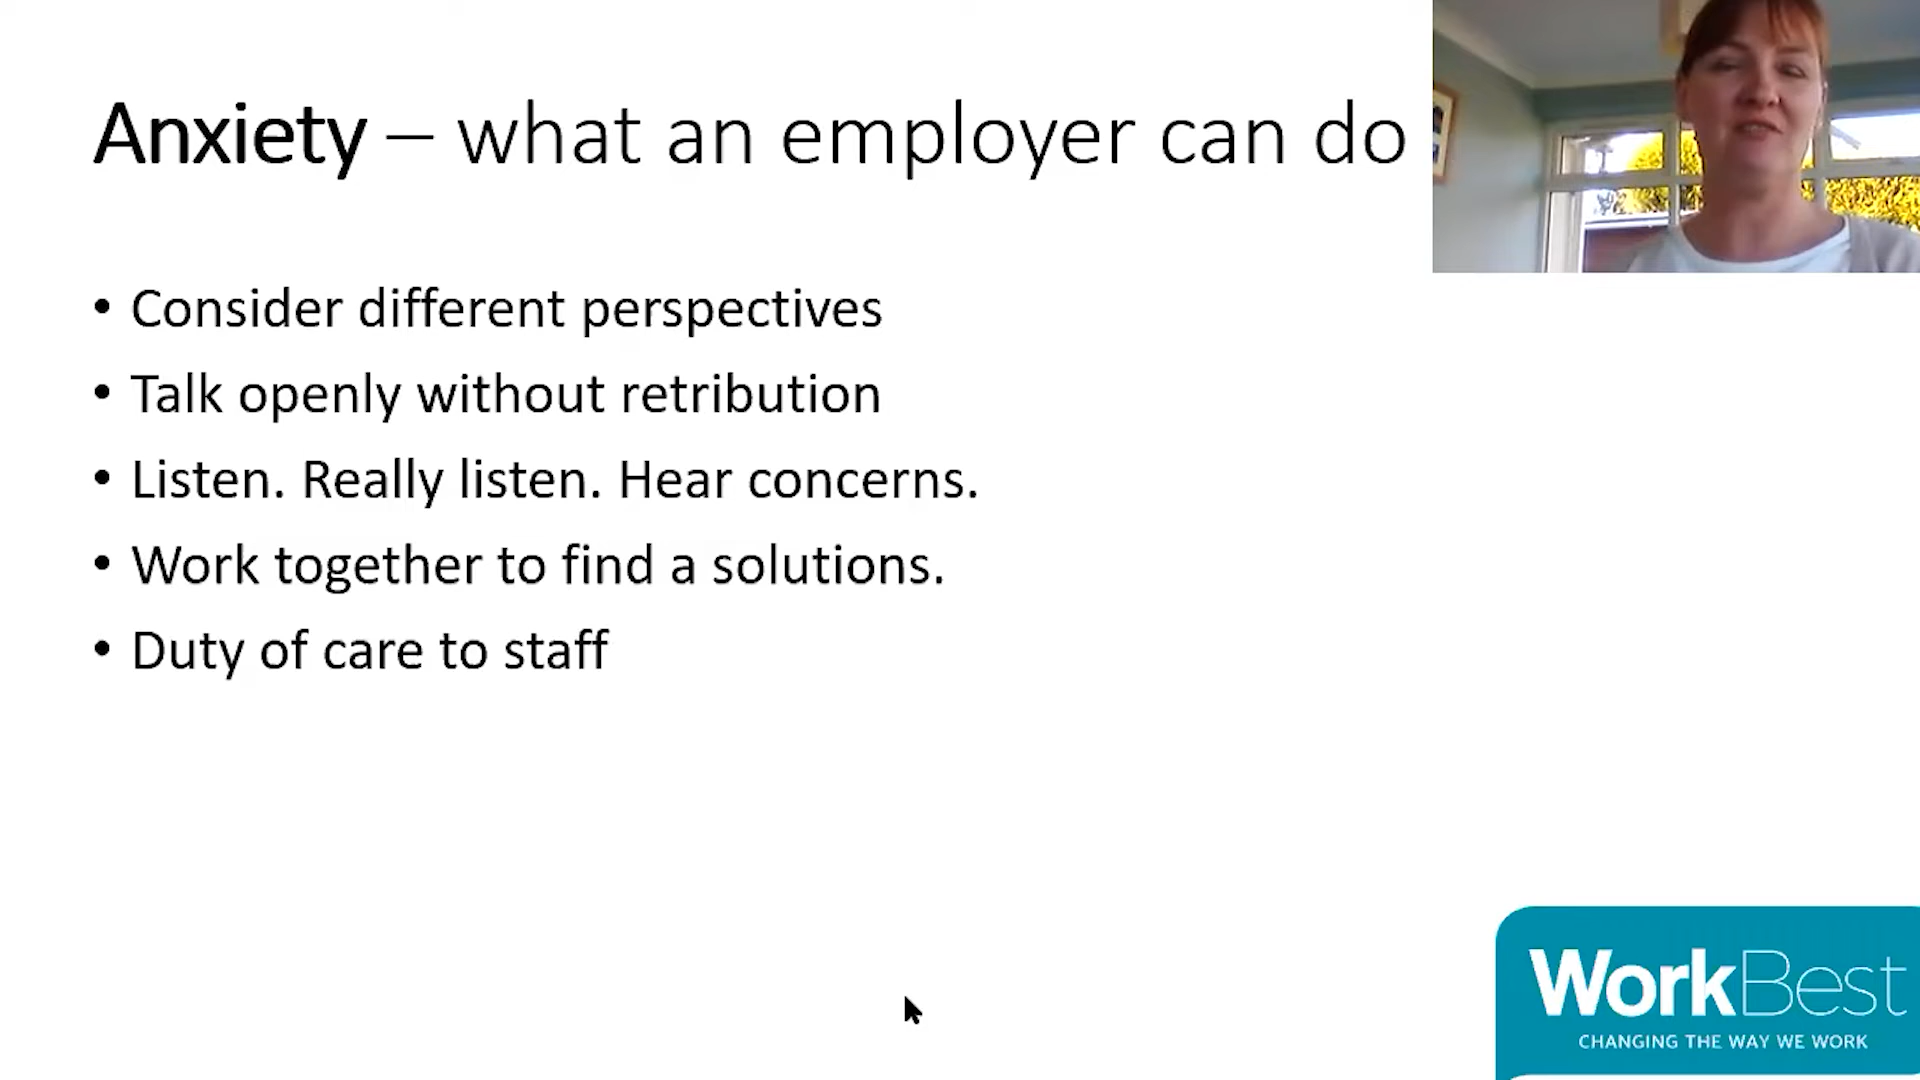 Anxiety – what an employer can do
• Consider different perspectives
• Talk openly without retribution
• Listen. Really listen. Hear concerns.
• Work together to find a solutions.
• Duty of care to staff
WorkBest
CHANGING THE WAY WE WORK